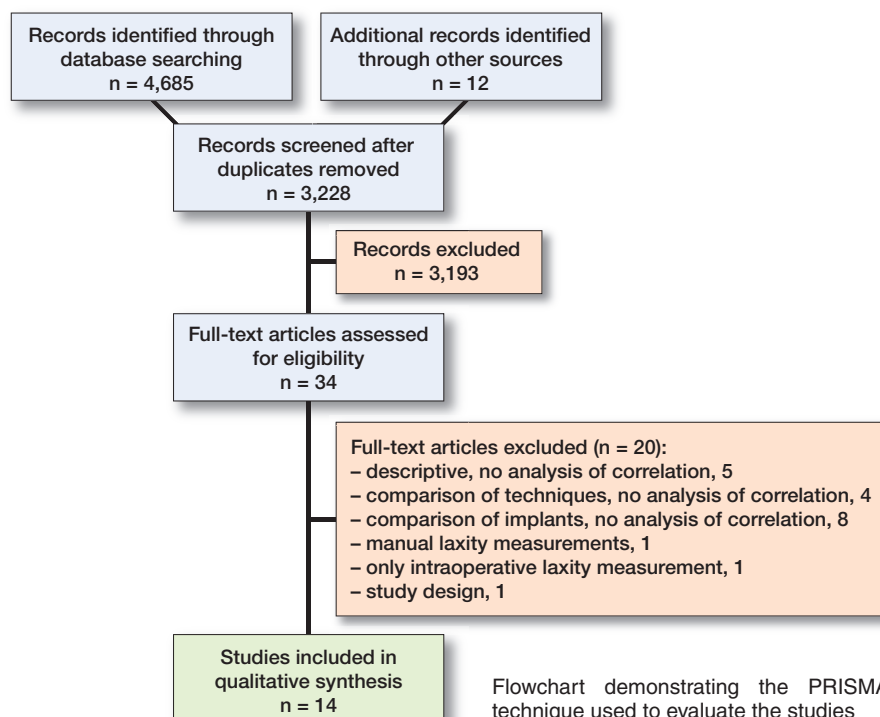 Records identified through
database searching
n = 4,685
Additional records identified
through other sources
n = 12
Records screened after
duplicates removed
n = 3,228
Records excluded
n = 3,193
Full-text articles assessed
for eligibility
n = 34
Full-text articles excluded (n = 20):
– descriptive, no analysis of correlation, 5
– comparison of techniques, no analysis of correlation, 4
– comparison of implants, no analysis of correlation, 8
– manual laxity measurements, 1
– only intraoperative laxity measurement, 1
– study design, 1
Studies included in
qualitative synthesis
n = 14
Flowchart demonstrating the PRISMA
technique used to evaluate the studies